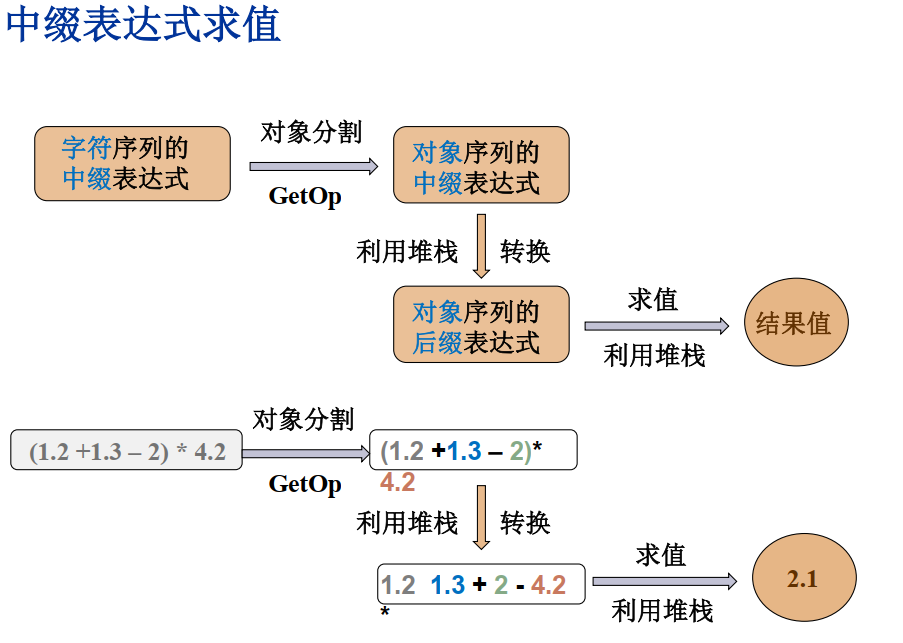 中缀表达式求值
对象分割
字符序列的
中缀表达式
GetOp
对象序列的
中缀表达式
利用堆栈 转换
对象序列的
后缀表达式
求值
利用堆栈
结果值
对象分割
(1.2 +1.3 – 2) * 4.2
GetOp
(1.2 +1.3 – 2)*
4.2
利用堆栈 转换
1.2 1.3 + 2 - 4.2
*
求值
利用堆栈
2.1